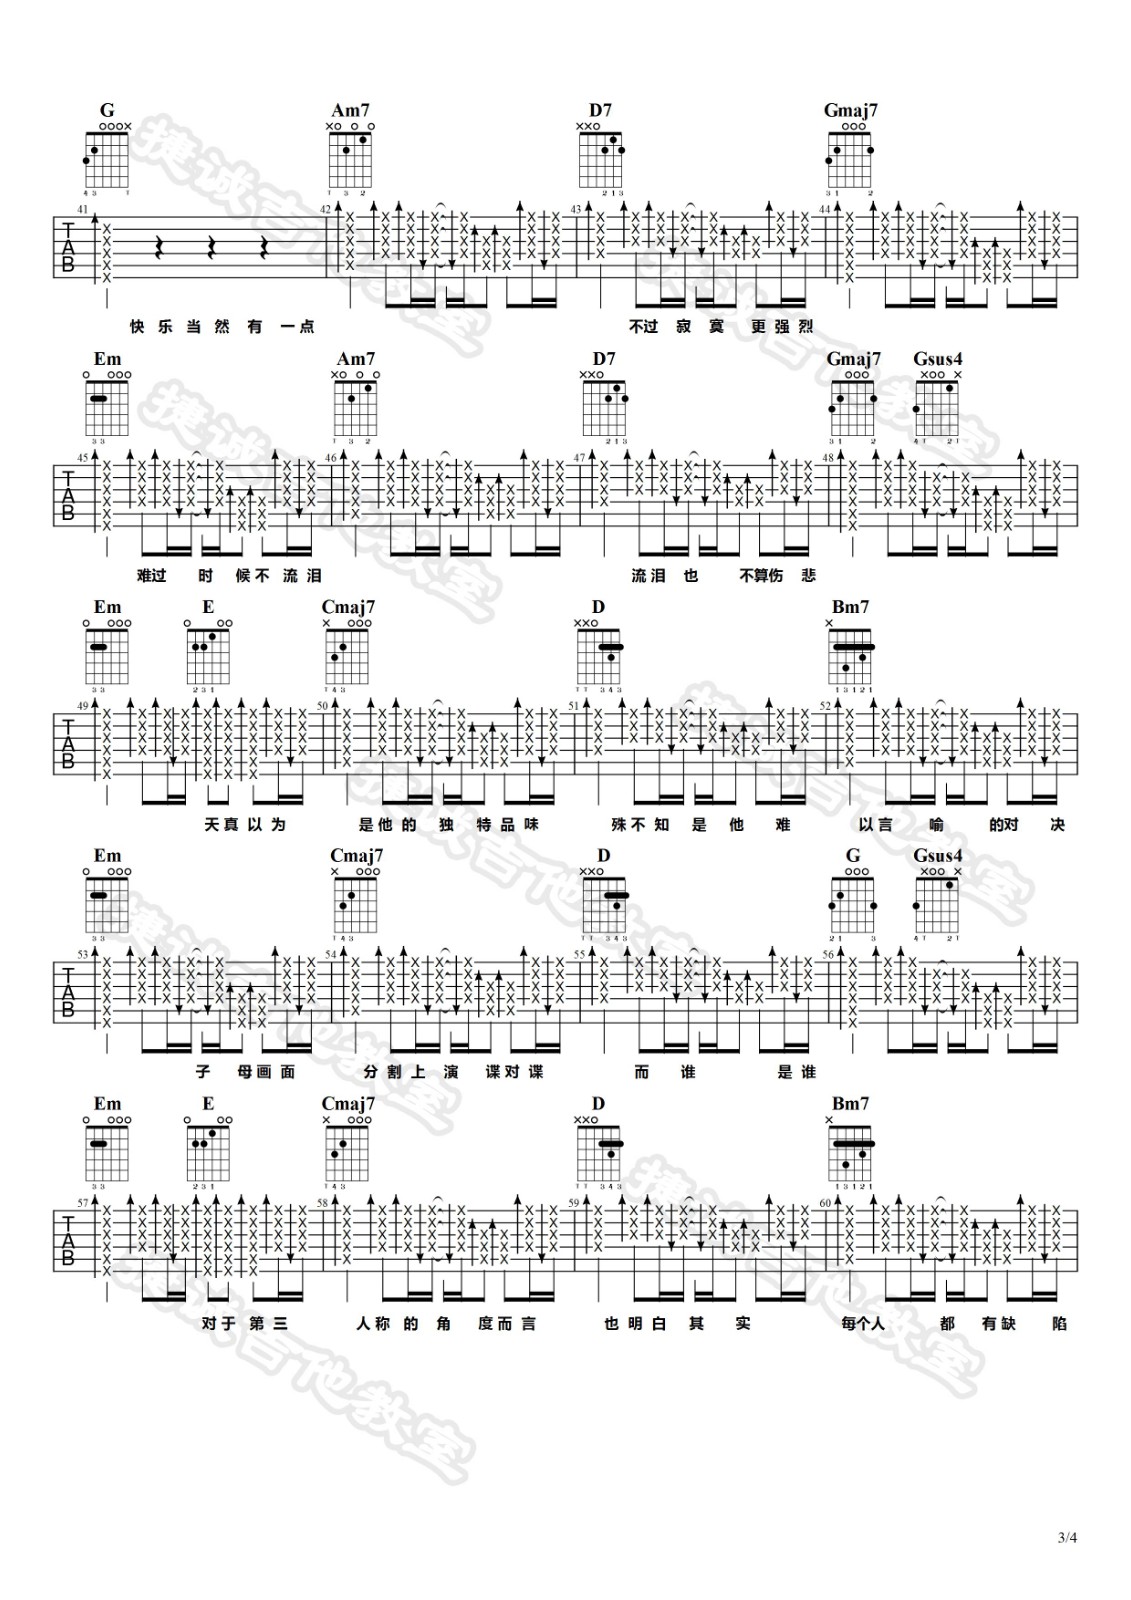 G Am7 D7 Gmaj7
41 42 43 44
快乐当然有一点 不过寂寞更强烈
Em Am7 D7 Gmaj7 Gsus4
45 46 47 48
难过时候不流泪 流泪也不算伤悲
Em E Cmaj7 D Bm7
49 50 51 52
天真以为 是他的独特品味 殊不知是他难 以言喻的对决
Em Cmaj7 D G Gsus4
53 54 55 56
子母画面 分割上演谍对谍 而谁是谁
Em E Cmaj7 D Bm7
57 58 59 60
对于第三 人称的角度而言 也明白其实 每个人都有缺陷
捷诚吉他教室
3/4